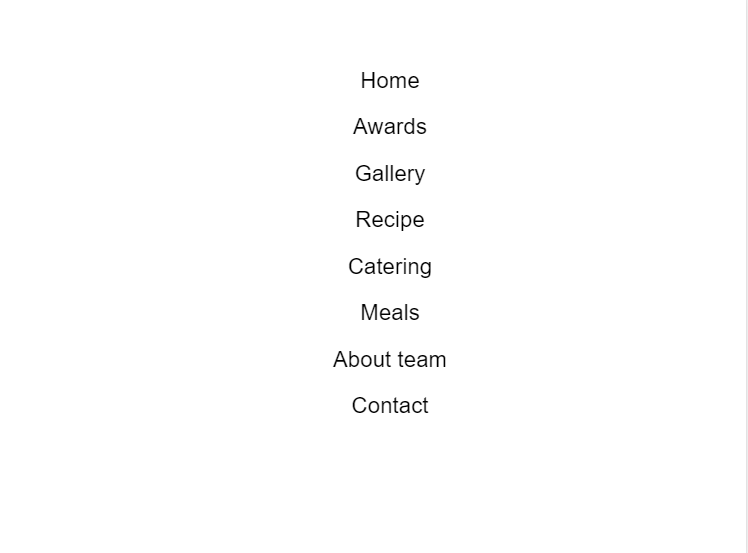 Home
Awards
Gallery
Recipe
Catering
Meals
About team
Contact